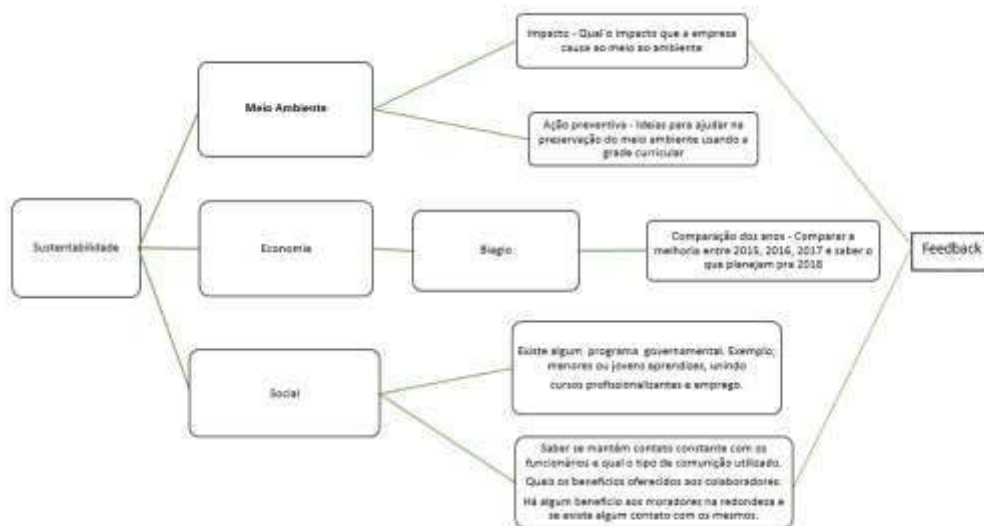 Impacto - Qual o impacto que a empresa
cause ao meio ao ambiente
Meio Ambiente
Ação preventiva - Ideias para ajudar na
preservação do meio ambiente usando a
grade curricular
Sustentabilidade
Economia
Biagio
Comparação dos anos - Comparar a
melhoria entre 2015, 2016, 2017 e saber o
que planejam pra 2018
Feedback
Social
Existe algum programa governamental. Exemplo;
menores ou jovens aprendizes, unindo
cursos profissionalizantes e emprego.
Saber se mantém contato constante com os
funcionários e qual o tipo de comunição utilizado.
Quais os benefícios oferecidos aos colaboradores.
Há algum benefício aos moradores na redondeza e
se existe algum contato com os mesmos.